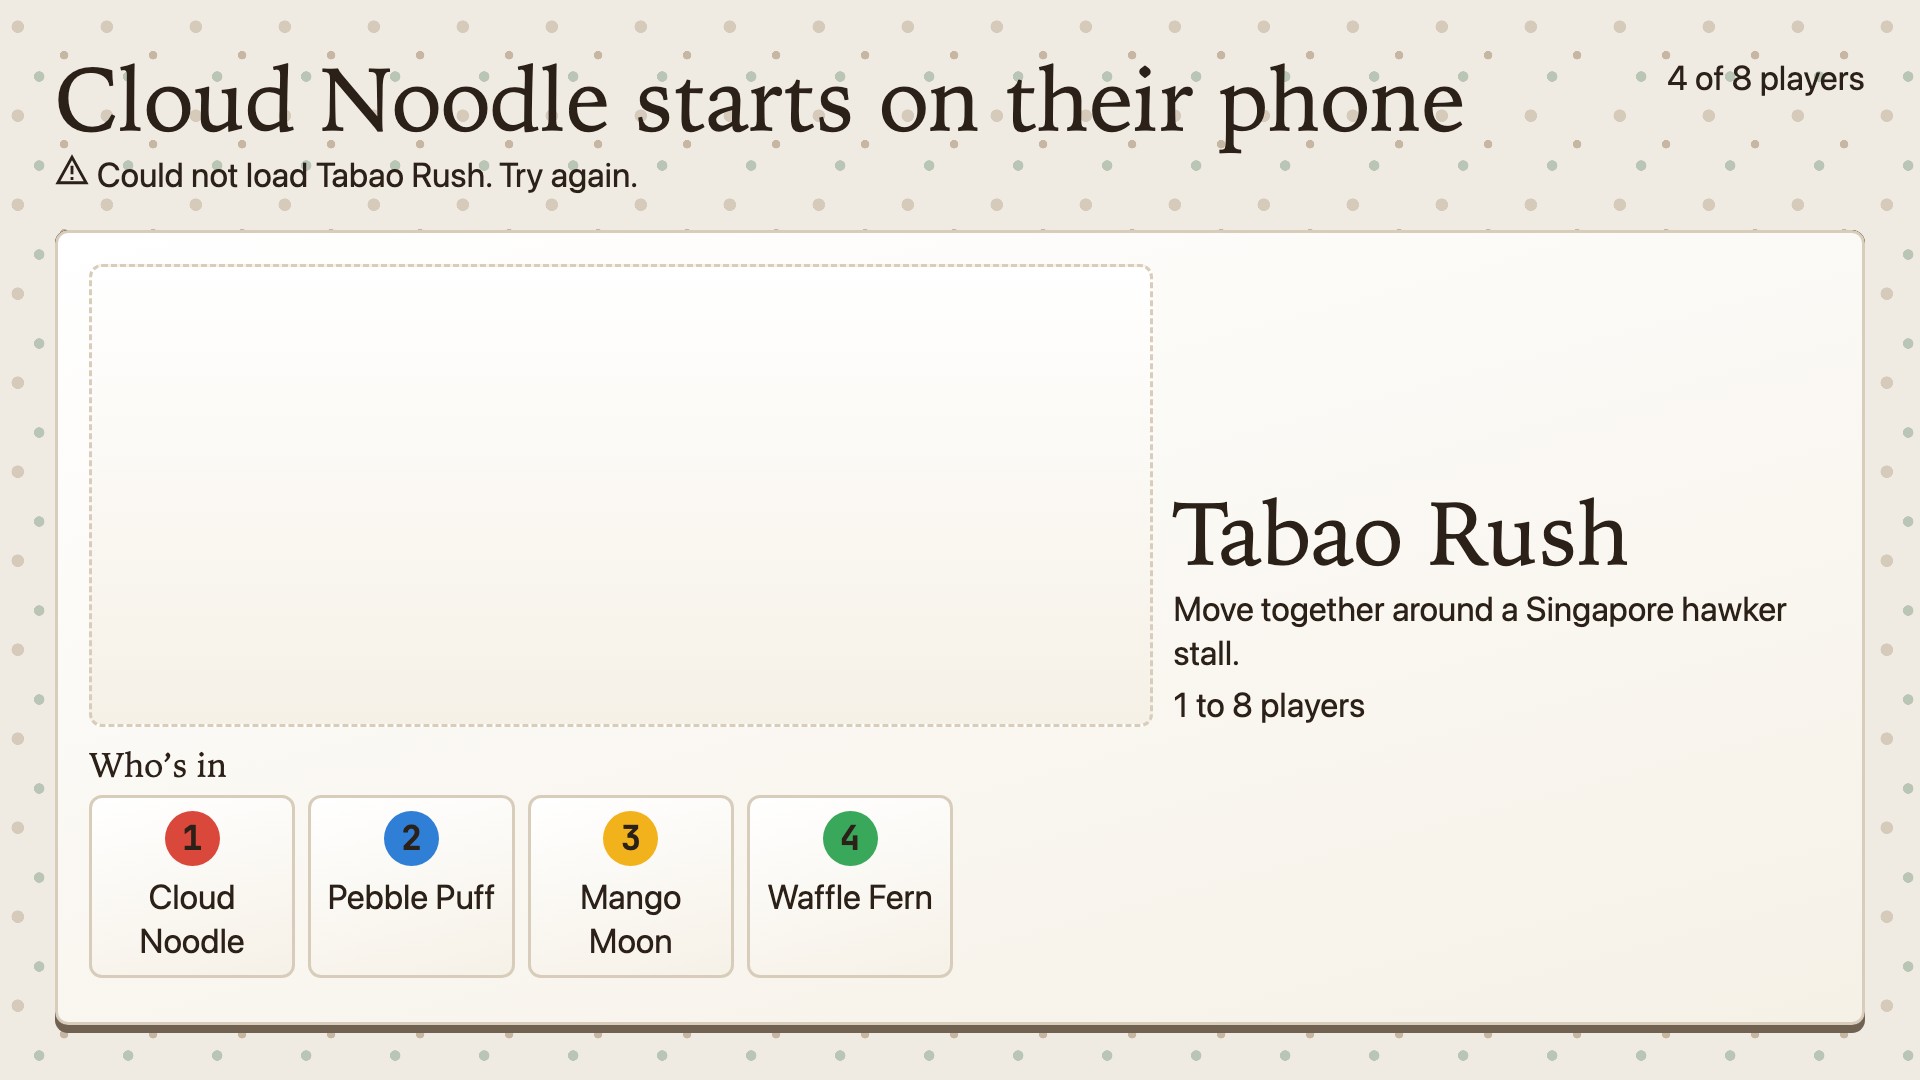 Cloud Noodle starts on their phone
4 of 8 players
Could not load Tabao Rush. Try again.
Tabao Rush
Move together around a Singapore hawker
stall.
1 to 8 players
Who’s in
1
Cloud
Noodle
2
Pebble Puff
3
Mango
Moon
4
Waffle Fern